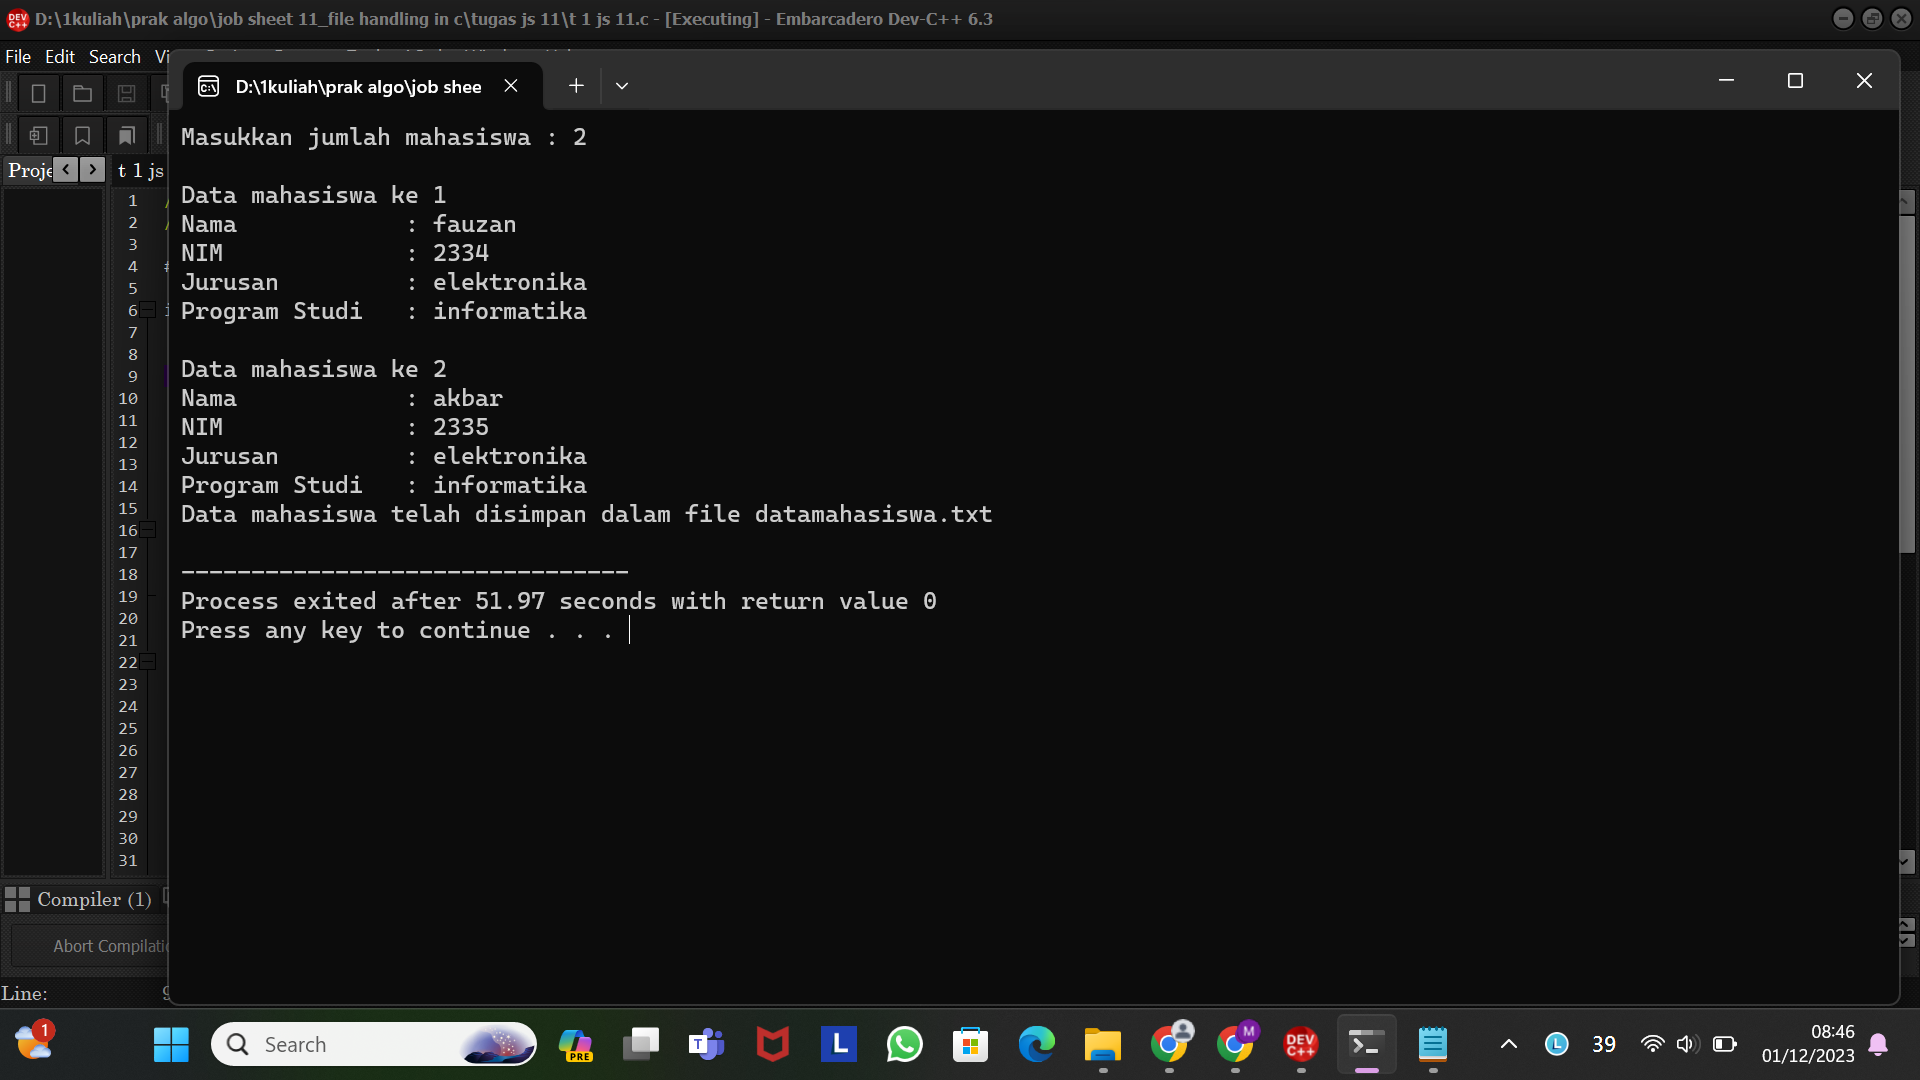 D:\1kuliah\prak algo\job sheet 11_file handling in c\tugas js 11\t 1 js 11.c - [Executing] - Embarcadero Dev-C++ 6.3
File Edit Search
D:\1kuliah\prak algo\job shee
Masukkan jumlah mahasiswa : 2
Data mahasiswa ke 1
Nama : fauzan
NIM : 2334
Jurusan : elektronika
Program Studi : informatika
Data mahasiswa ke 2
Nama : akbar
NIM : 2335
Jurusan : elektronika
Program Studi : informatika
Data mahasiswa telah disimpan dalam file datamahasiswa.txt
--------------------------------
Process exited after 51.97 seconds with return value 0
Press any key to continue . . .
Proje
t 1 js
1
2
3
4
5
6
7
8
9
10
11
12
13
14
15
16
17
18
19
20
21
22
23
24
25
26
27
28
29
30
31
Compiler (1)
Abort Compilatio
Line:
1
Search
PRE
T
L
M
DEV C++
L
39
08:46
01/12/2023